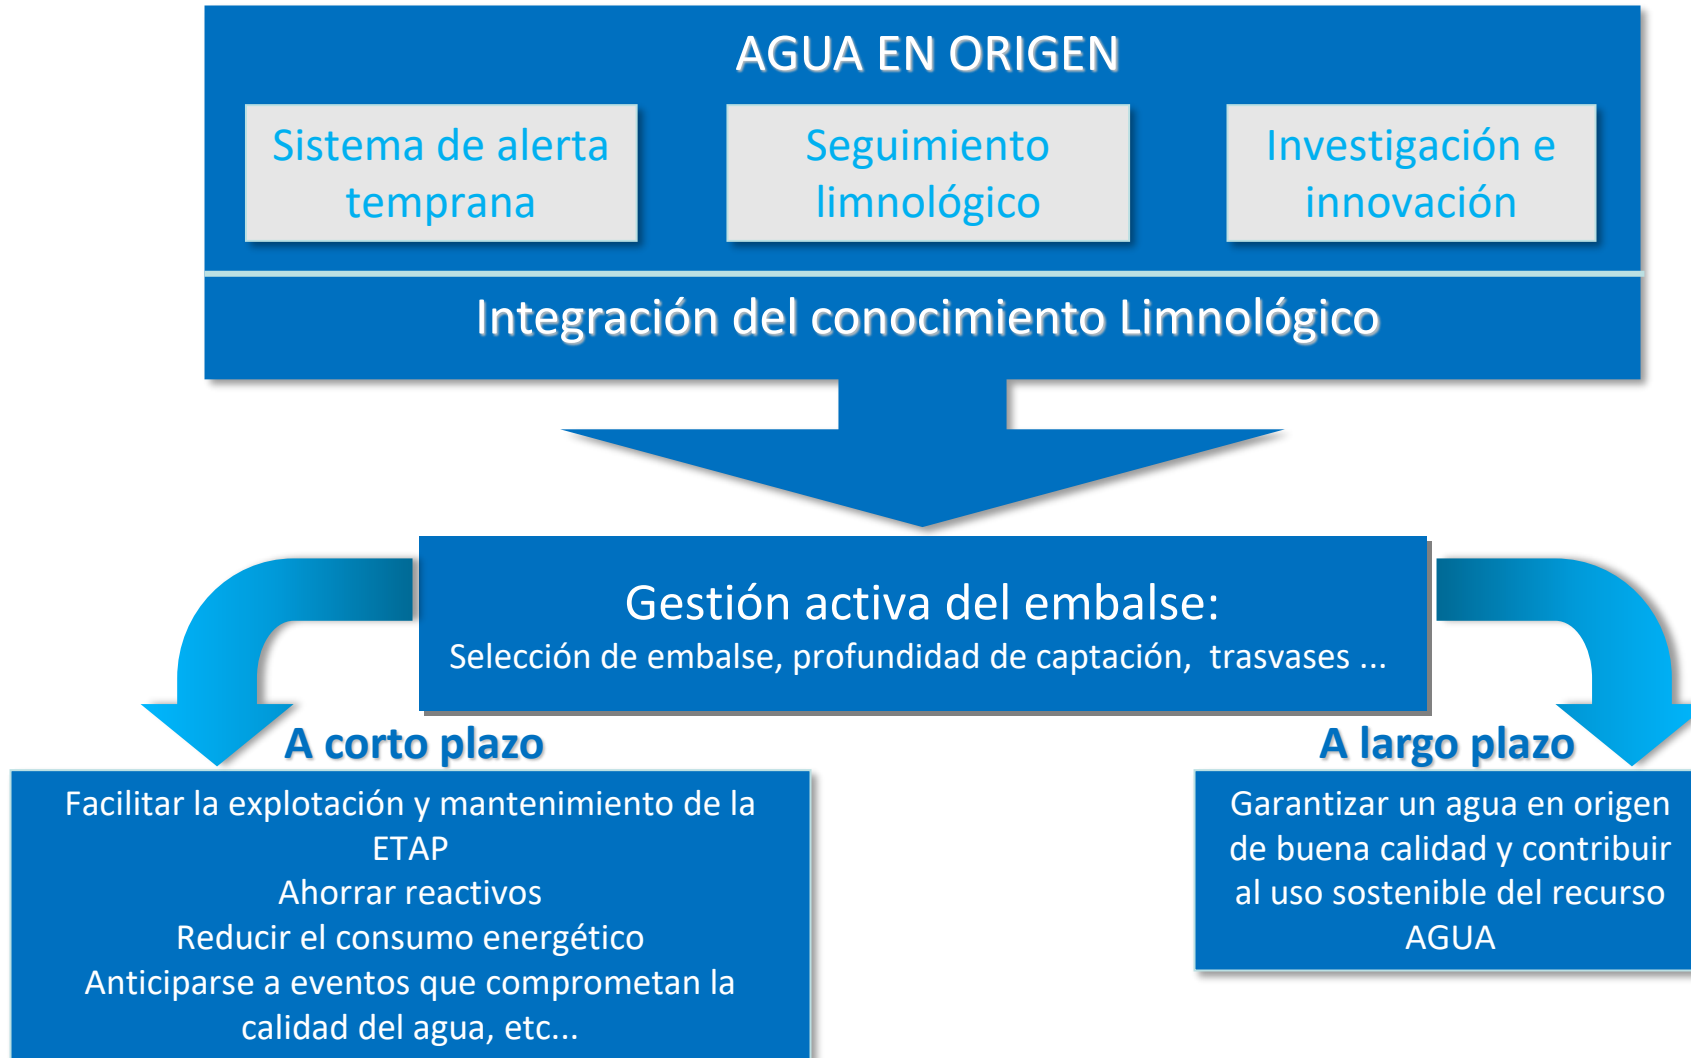 AGUA EN ORIGEN
Sistema de alerta
temprana
Seguimiento
limnológico
Investigación e
innovación
Integración del conocimiento Limnológico
Gestión activa del embalse:
Selección de embalse, profundidad de captación, trasvases ...
A corto plazo
Facilitar la explotación y mantenimiento de la
ETAP
Ahorrar reactivos
Reducir el consumo energético
Anticiparse a eventos que comprometan la
calidad del agua, etc...
A largo plazo
Garantizar un agua en origen
de buena calidad y contribuir
al uso sostenible del recurso
AGUA